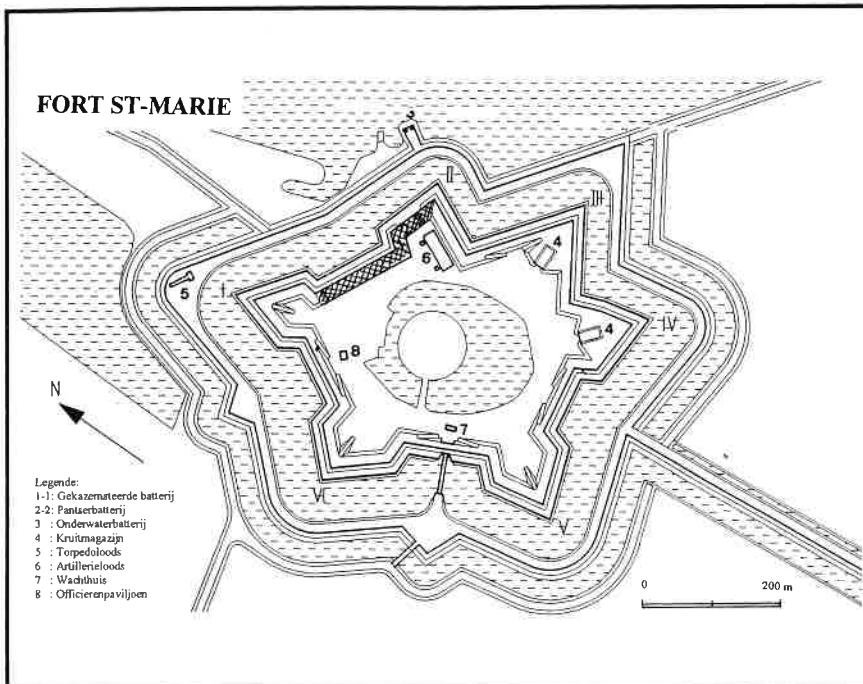 FORT ST-MARIE
3
II
III
4
6
5
I
4
IV
8
N
7
Legende:
1-1: Gekazemateerde batterij
2-2: Pantserbatterij
3 : Onderwaterbatterij
4 : Kruitmagazijn
5 : Torpedoloods
6 : Artillerieloods
7 : Wachthuis
8 : Officierenpaviljoen
VI
V
0 200 m